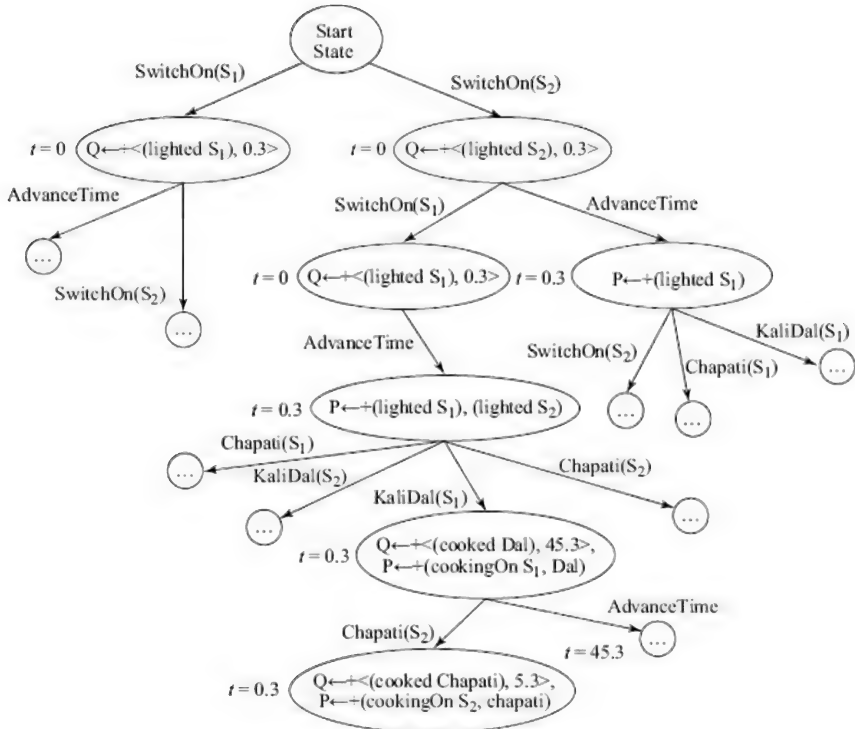 Start
State
SwitchOn(S₁)
SwitchOn(S₂)
t = 0
Q←+<(lighted S₁), 0.3>
t = 0
Q←+<(lighted S₂), 0.3>
AdvanceTime
SwitchOn(S₁)
AdvanceTime
...
t = 0
Q←+<(lighted S₁), 0.3>
t = 0.3
P←+(lighted S₁)
SwitchOn(S₂)
...
AdvanceTime
SwitchOn(S₂)
Chapati(S₁)
KaliDal(S₁)
...
...
...
t = 0.3
P←+(lighted S₁), (lighted S₂)
Chapati(S₁)
...
KaliDal(S₂)
...
KaliDal(S₁)
Chapati(S₂)
...
t = 0.3
Q←+<(cooked Dal), 45.3>,
P←+(cookingOn S₁, Dal)
Chapati(S₂)
AdvanceTime
...
t = 45.3
t = 0.3
Q←+<(cooked Chapati), 5.3>,
P←+(cookingOn S₂, chapati)